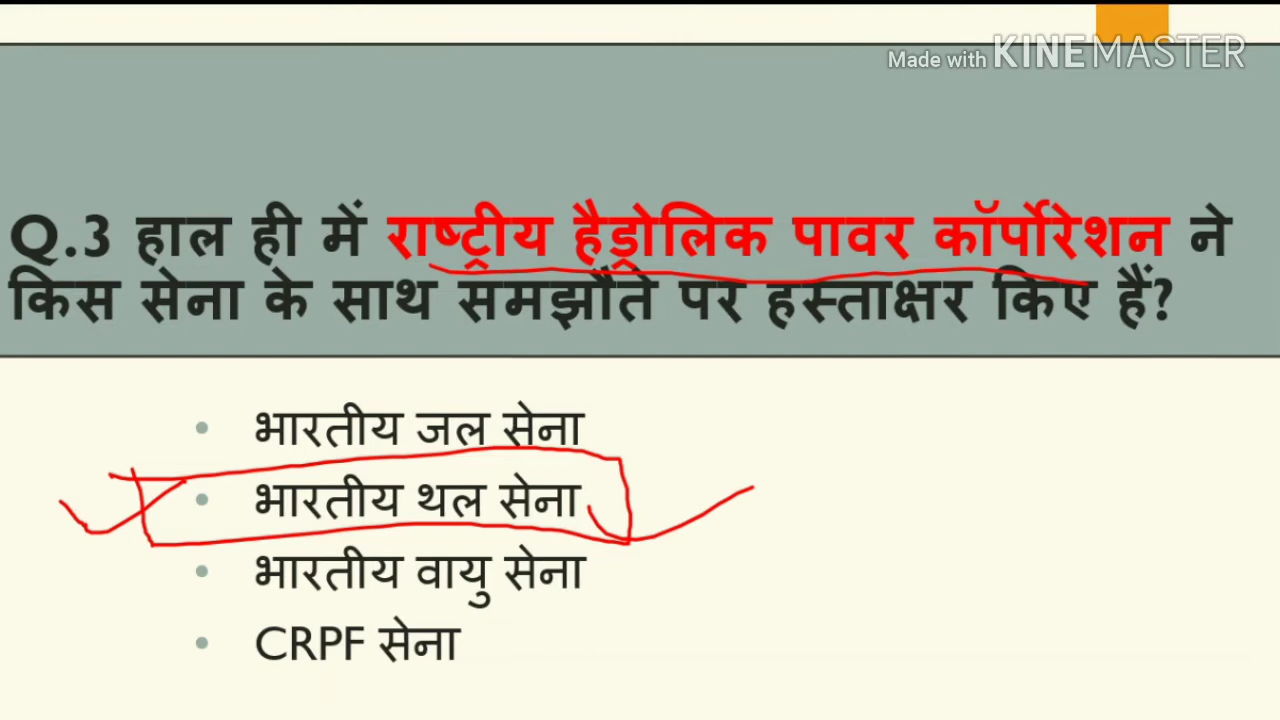 Made with KINEMASTER
Q.3 हाल ही में राष्ट्रीय हैड्रोलिक पावर कॉर्पोरेशन ने
किस सेना के साथ समझौते पर हस्ताक्षर किए हैं?
• भारतीय जल सेना
• भारतीय थल सेना
• भारतीय वायु सेना
• CRPF सेना